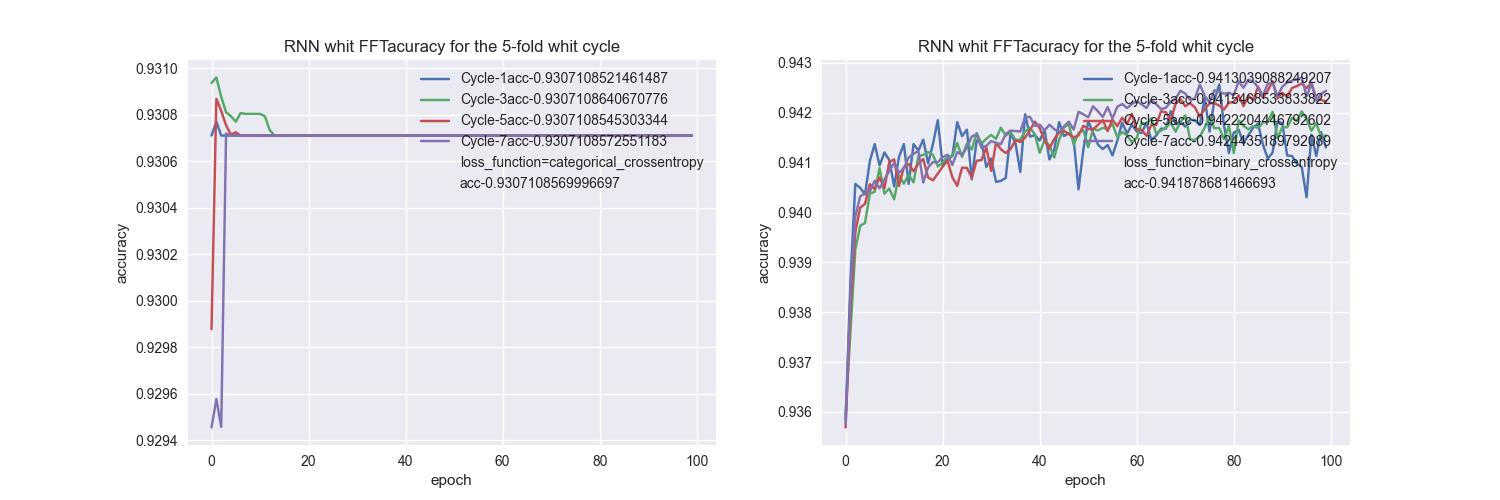 RNN whit FFTacuracy for the 5-fold whit cycle
0.9310
0.9308
0.9306
0.9304
0.9302
0.9300
0.9298
0.9296
0.9294
accuracy
Cycle-1acc-0.9307108521461487
Cycle-3acc-0.9307108640670776
Cycle-5acc-0.9307108545303344
Cycle-7acc-0.9307108572551183
loss_function=categorical_crossentropy
acc-0.9307108569996697
0 20 40 60 80 100
epoch
RNN whit FFTacuracy for the 5-fold whit cycle
0.943
0.942
0.941
0.940
0.939
0.938
0.937
0.936
accuracy
Cycle-1acc-0.9413039088249207
Cycle-3acc-0.9415468533833822
loss_function=binary_crossentropy
acc-0.941878681466693
0 20 40 60 80 100
epoch